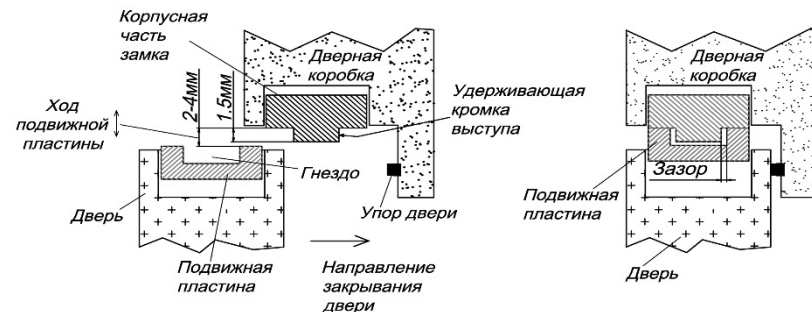 Корпусная
часть
замка
Дверная
коробка
2-4мм
1.5мм
Удерживающая
кромка
выступа
Ход
подвижной
пластины
Гнездо
Упор двери
Дверь
Подвижная
пластина
Направление
закрывания
двери
Дверная
коробка
Зазор
Подвижная
пластина
Дверь